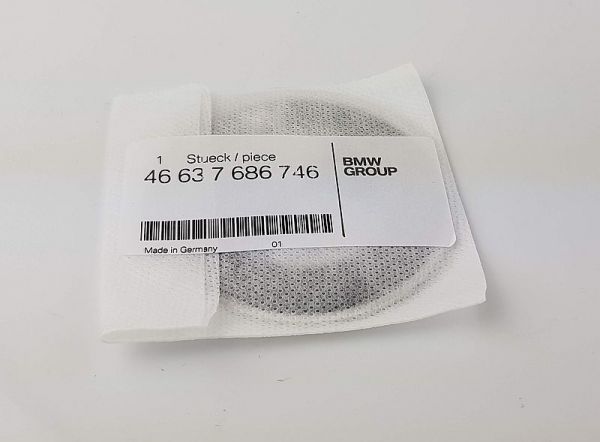 1 Stueck / piece
46 63 7 686 746
BMW
GROUP
Made in Germany 01